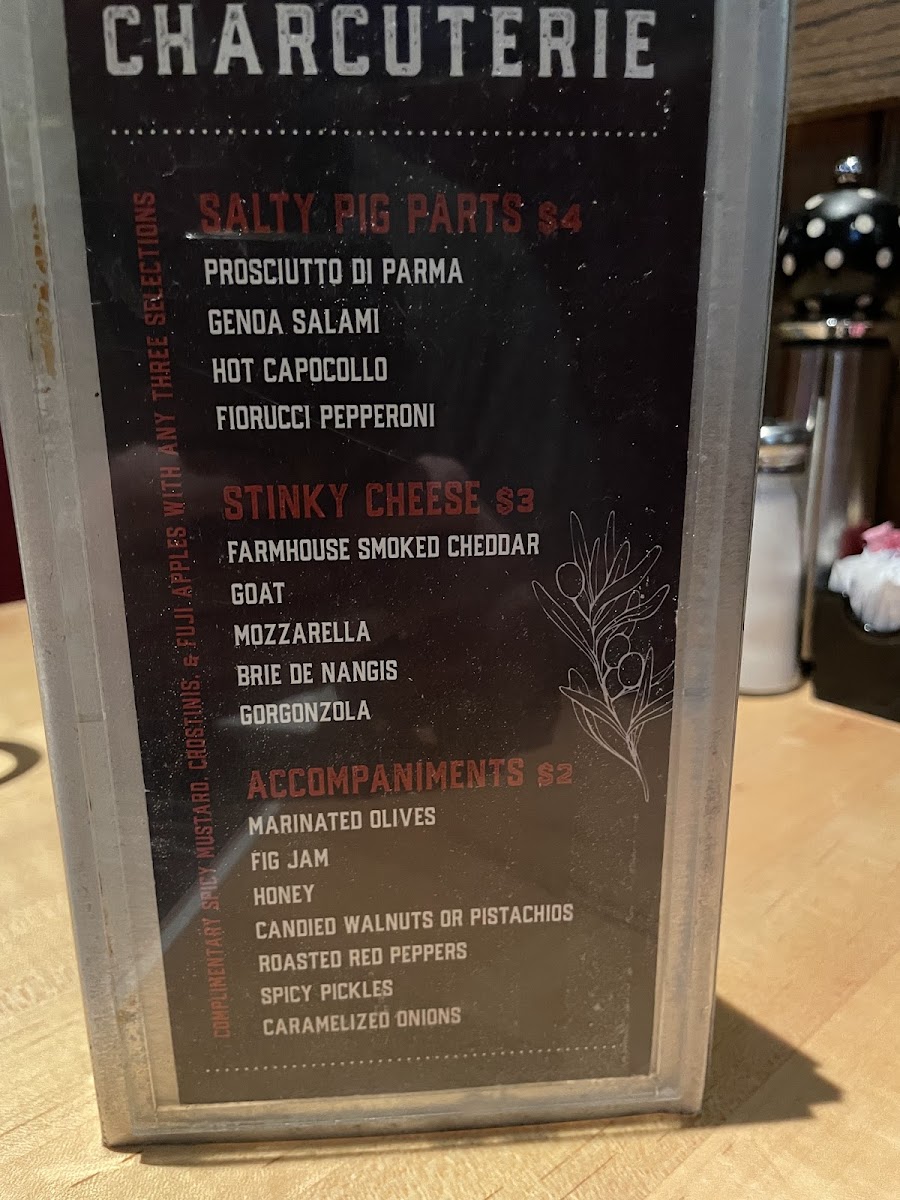 CHARCUTERIE
SALTY PIG PARTS $4
PROSCIUTTO DI PARMA
GENOA SALAMI
HOT CAPOCOLLO
FIORUCCI PEPPERONI
STINKY CHEESE $3
FARMHOUSE SMOKED CHEDDAR
GOAT
MOZZARELLA
BRIE DE NANGIS
GORGONZOLA
ACCOMPANIMENTS $2
MARINATED OLIVES
FIG JAM
HONEY
CANDIED WALNUTS OR PISTACHIOS
ROASTED RED PEPPERS
SPICY PICKLES
CARAMELIZED ONIONS
COMPLIMENTARY SPICY MUSTARD, CROSTINIS, & FUJI APPLES WITH ANY THREE SELECTIONS